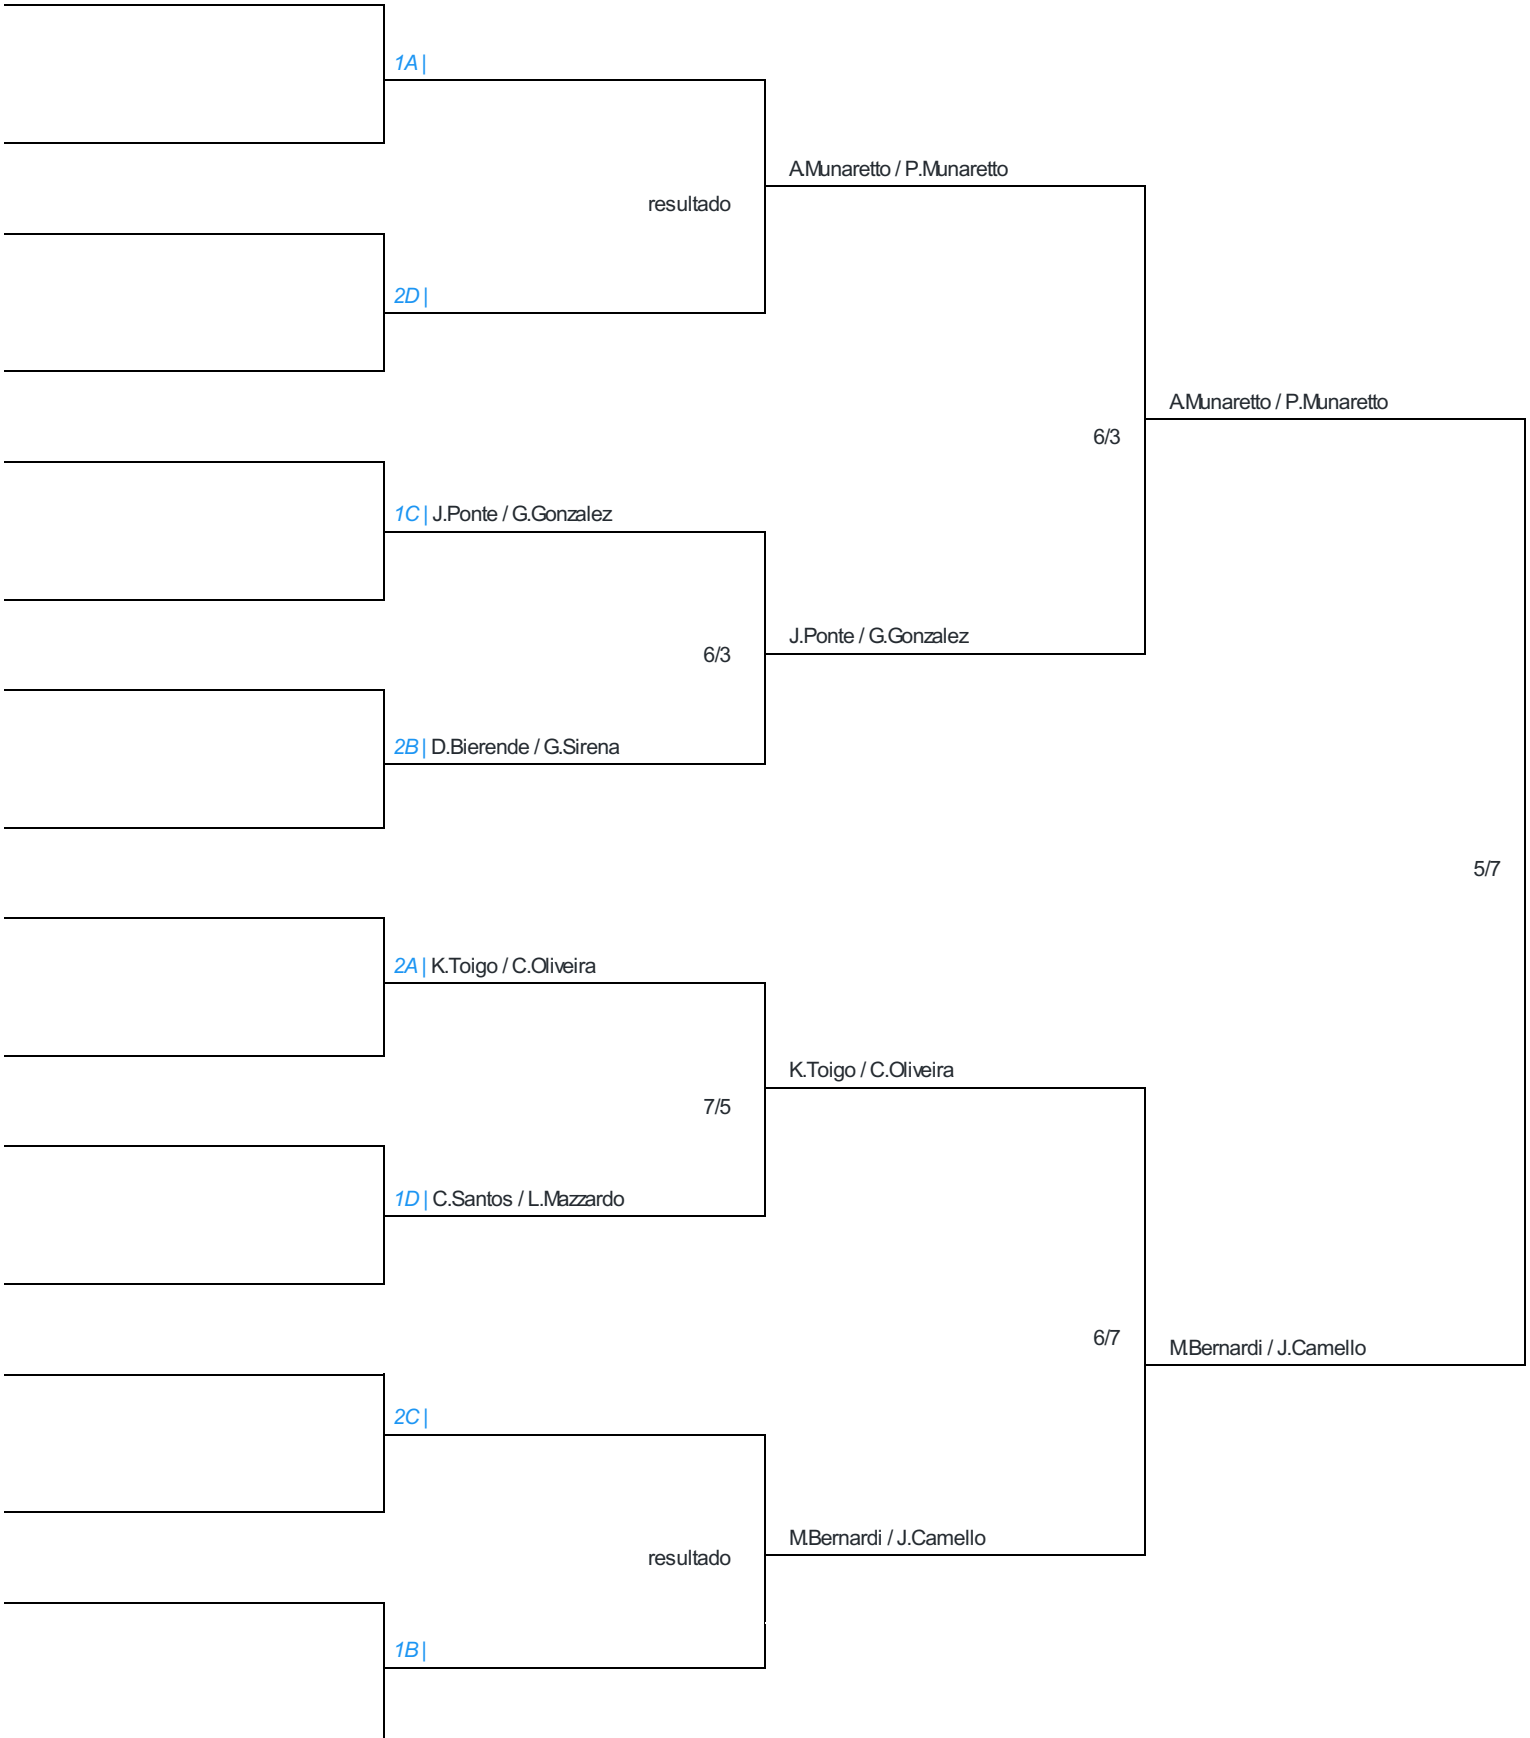 1A |
A.Munaretto / P.Munaretto
resultado
2D |
A.Munaretto / P.Munaretto
6/3
1C | J.Ponte / G.Gonzalez
J.Ponte / G.Gonzalez
6/3
2B | D.Bierende / G.Sirena
5/7
2A | K.Toigo / C.Oliveira
K.Toigo / C.Oliveira
7/5
1D | C.Santos / L.Mazzardo
6/7
M.Bernardi / J.Camello
2C |
M.Bernardi / J.Camello
resultado
1B |